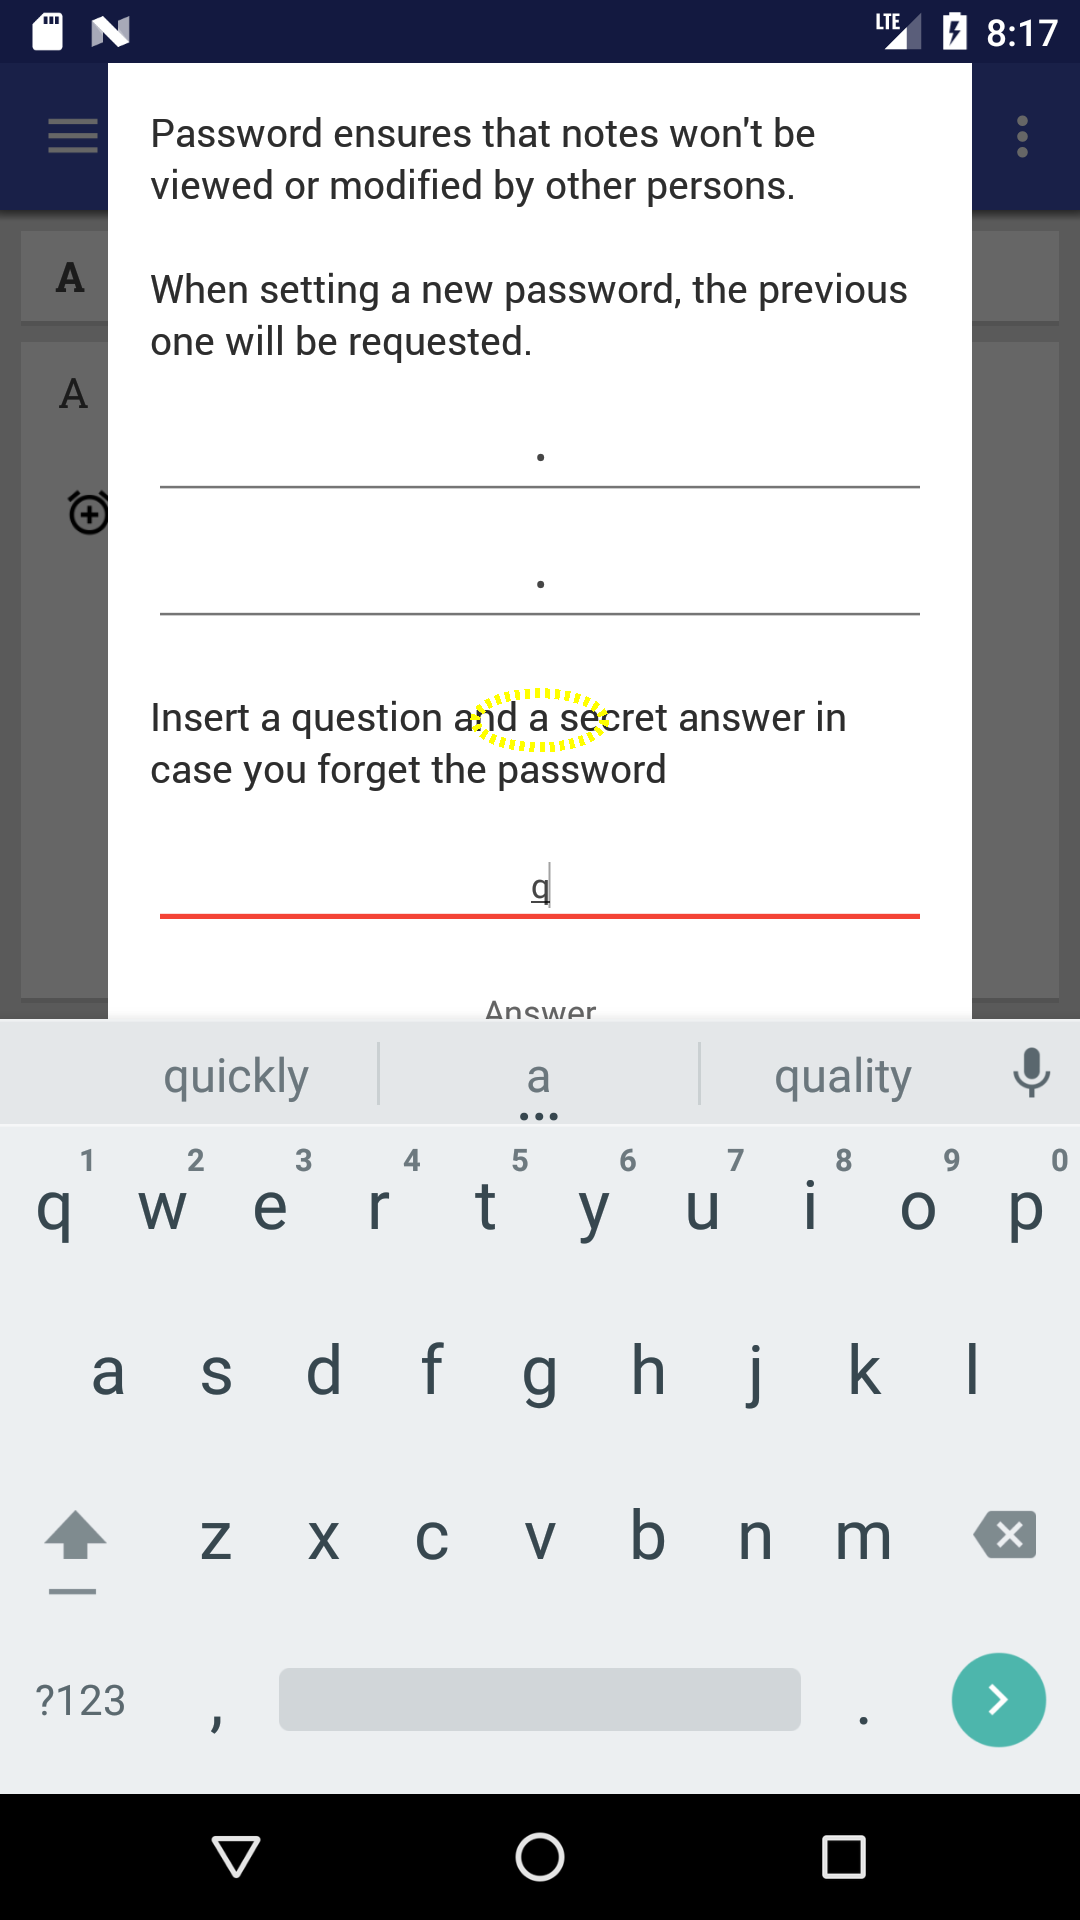 LTE 8:17
Password ensures that notes won't be
viewed or modified by other persons.
A
When setting a new password, the previous
one will be requested.
A
•
•
Insert a question and a secret answer in
case you forget the password
q
Answer
quickly a quality
1 2 3 4 5 6 7 8 9 0
q w e r t y u i o p
a s d f g h j k l
z x c v b n m
?123 , .